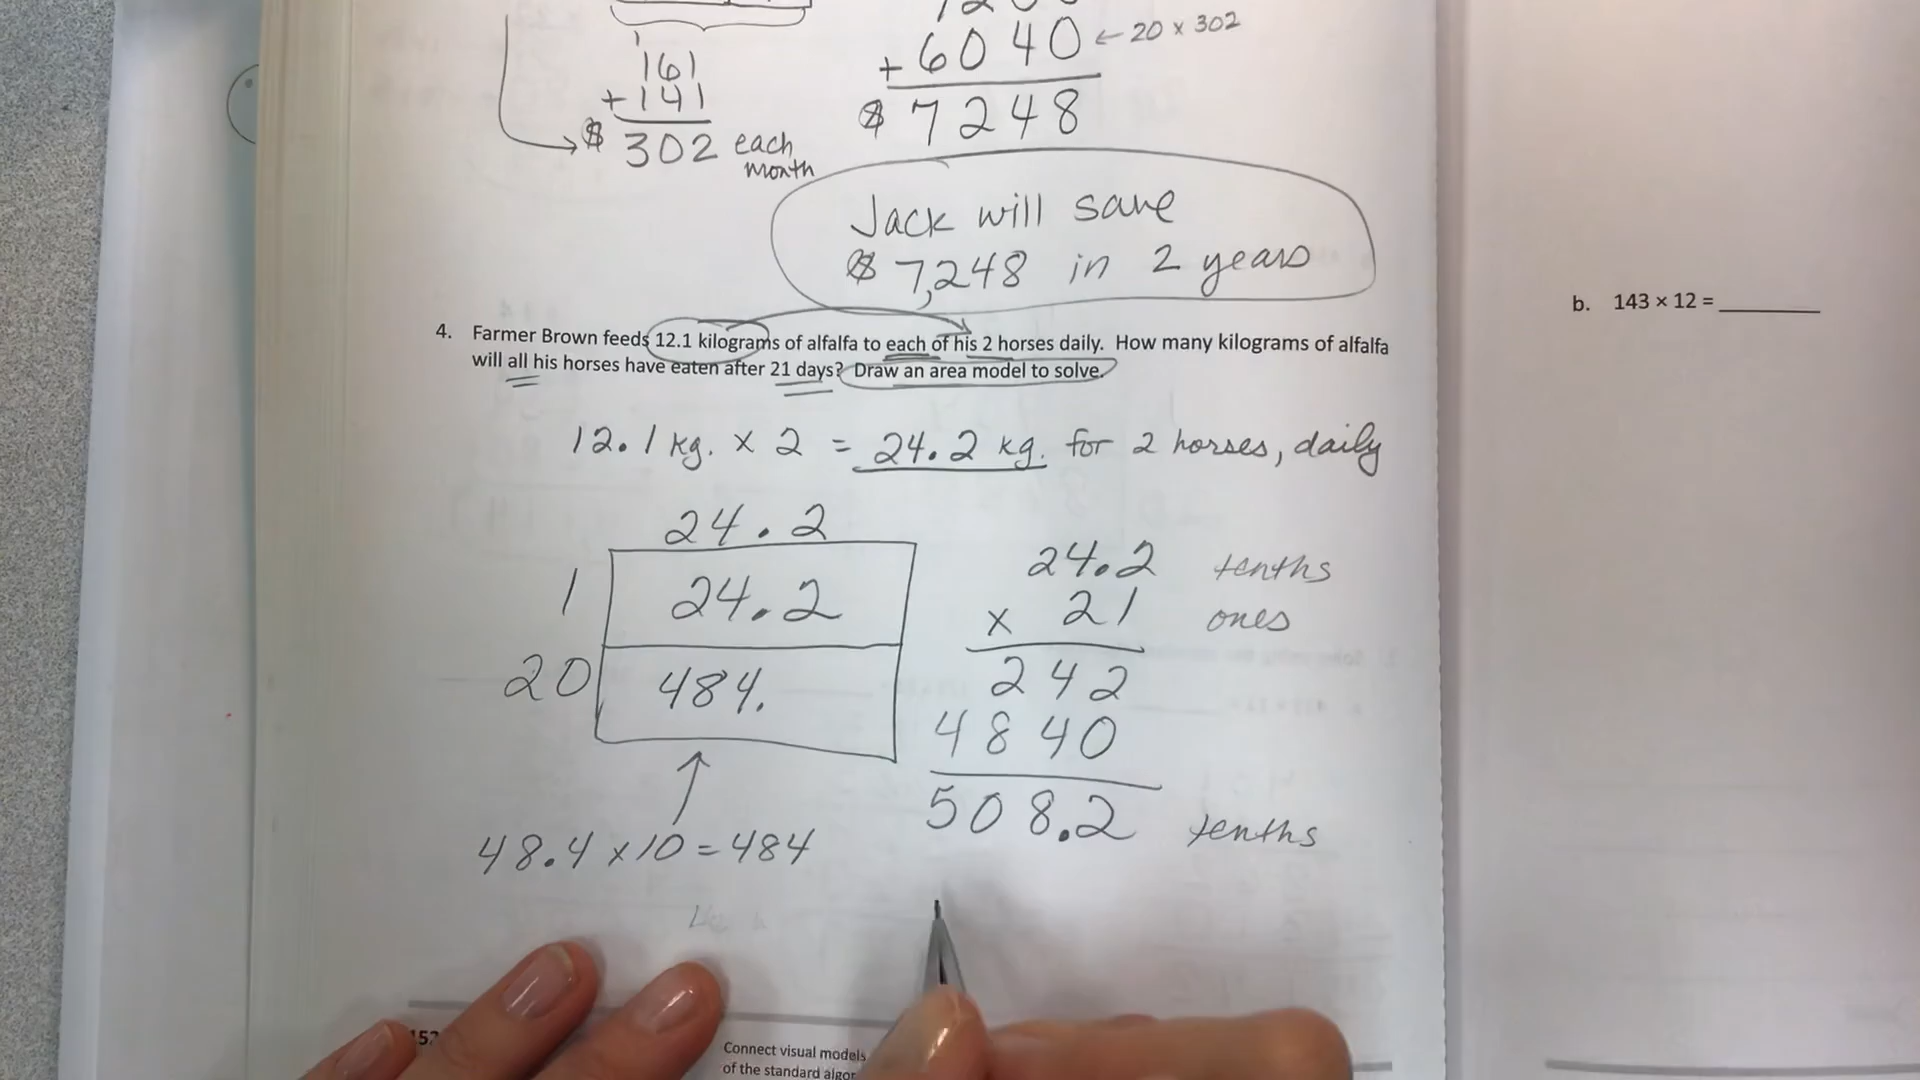 161
+ 141
$ 302 each
month
+ 6040 ← 20 x 302
$ 7248
Jack will save
$7,248 in 2 years
4. Farmer Brown feeds 12.1 kilograms of alfalfa to each of his 2 horses daily. How many kilograms of alfalfa
will all his horses have eaten after 21 days? Draw an area model to solve.
12.1 kg. x 2 = 24.2 kg. for 2 horses, daily
24.2
1 24.2
20 484.
48.4 x 10 = 484
24.2 tenths
x 21 ones
242
4840
508.2 tenths
Connect visual models
of the standard
b. 143 × 12 = ________